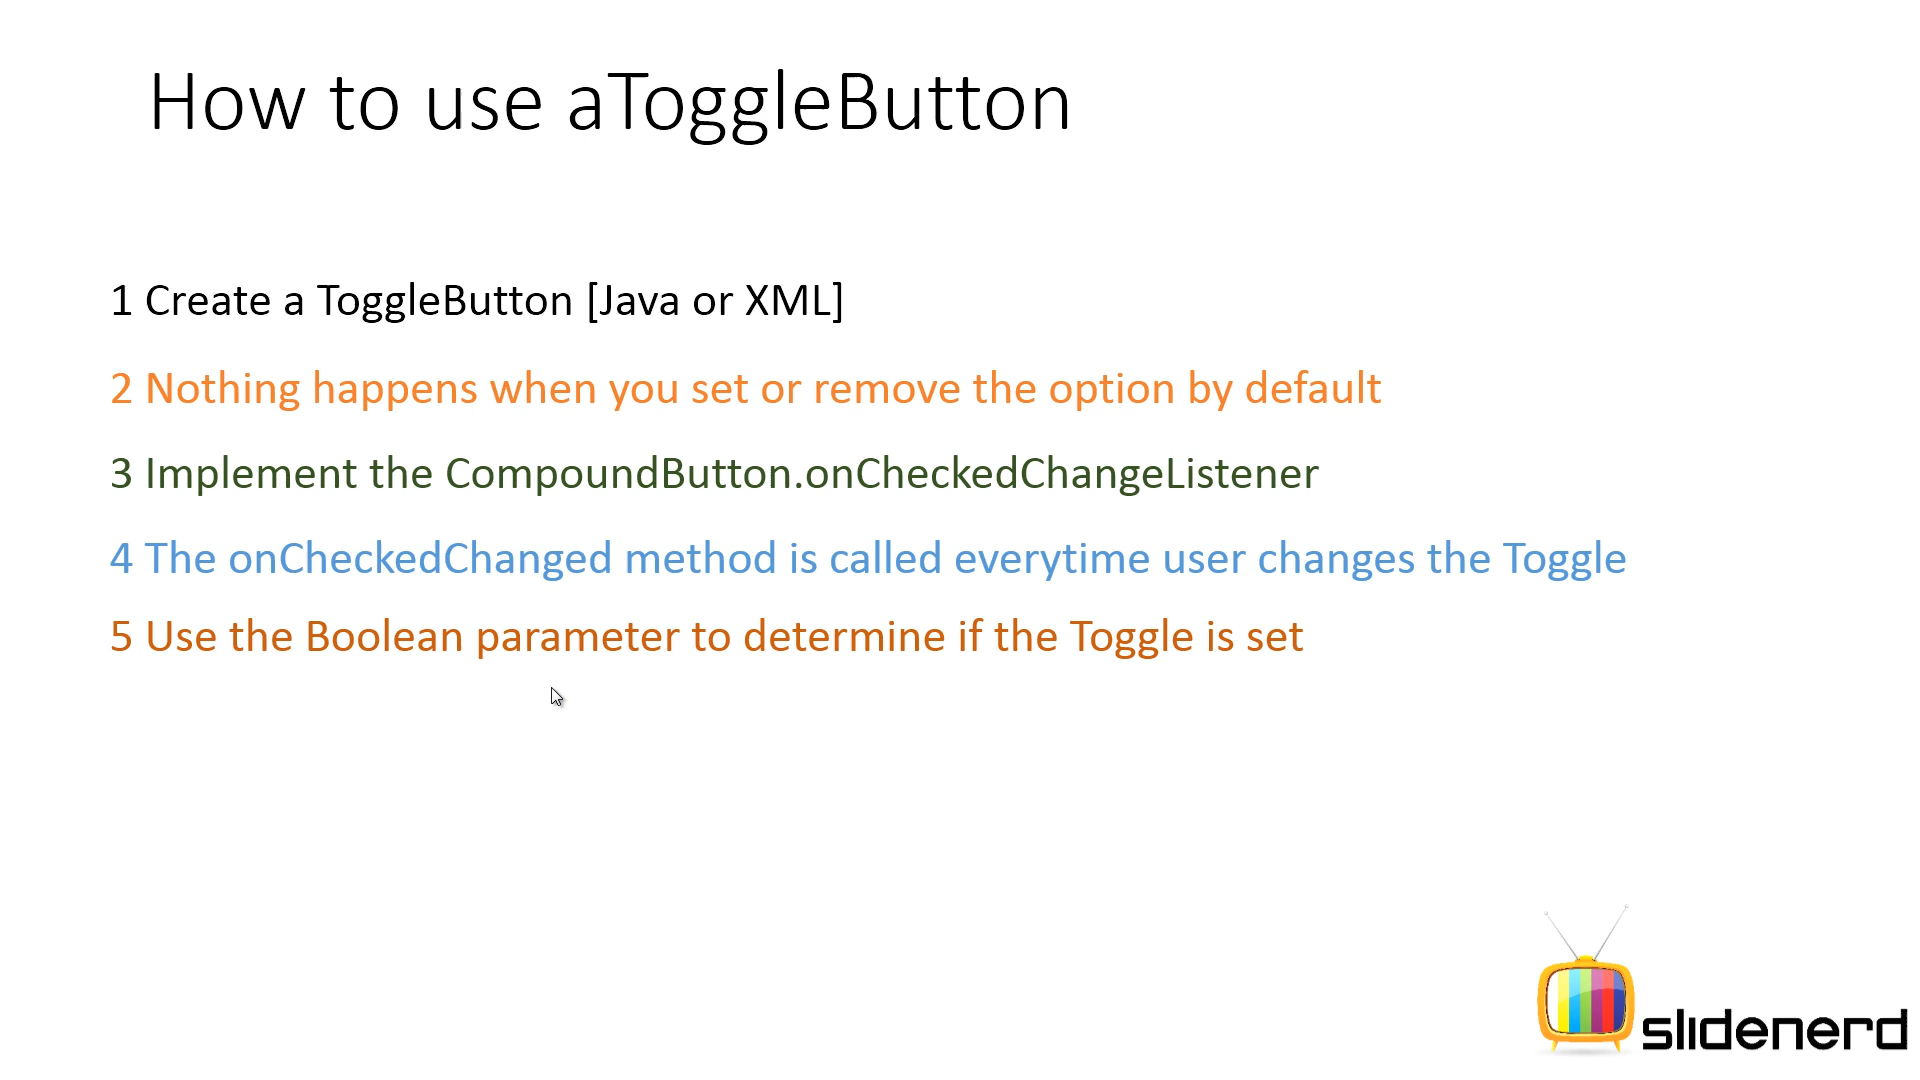 How to use aToggleButton
1 Create a ToggleButton [Java or XML]
2 Nothing happens when you set or remove the option by default
3 Implement the CompoundButton.onCheckedChangeListener
4 The onCheckedChanged method is called everytime user changes the Toggle
5 Use the Boolean parameter to determine if the Toggle is set
slidenerd